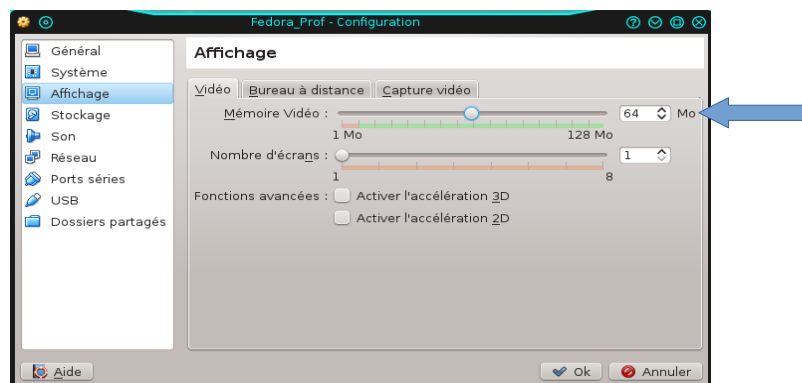 Fedora_Prof - Configuration
Général
Système
Affichage
Stockage
Son
Réseau
Ports séries
USB
Dossiers partagés
Affichage
Vidéo Bureau à distance Capture vidéo
Mémoire Vidéo : 64 Mo
1 Mo 128 Mo
Nombre d'écrans : 1
1 8
Fonctions avancées : Activer l'accélération 3D
Activer l'accélération 2D
Aide Ok Annuler